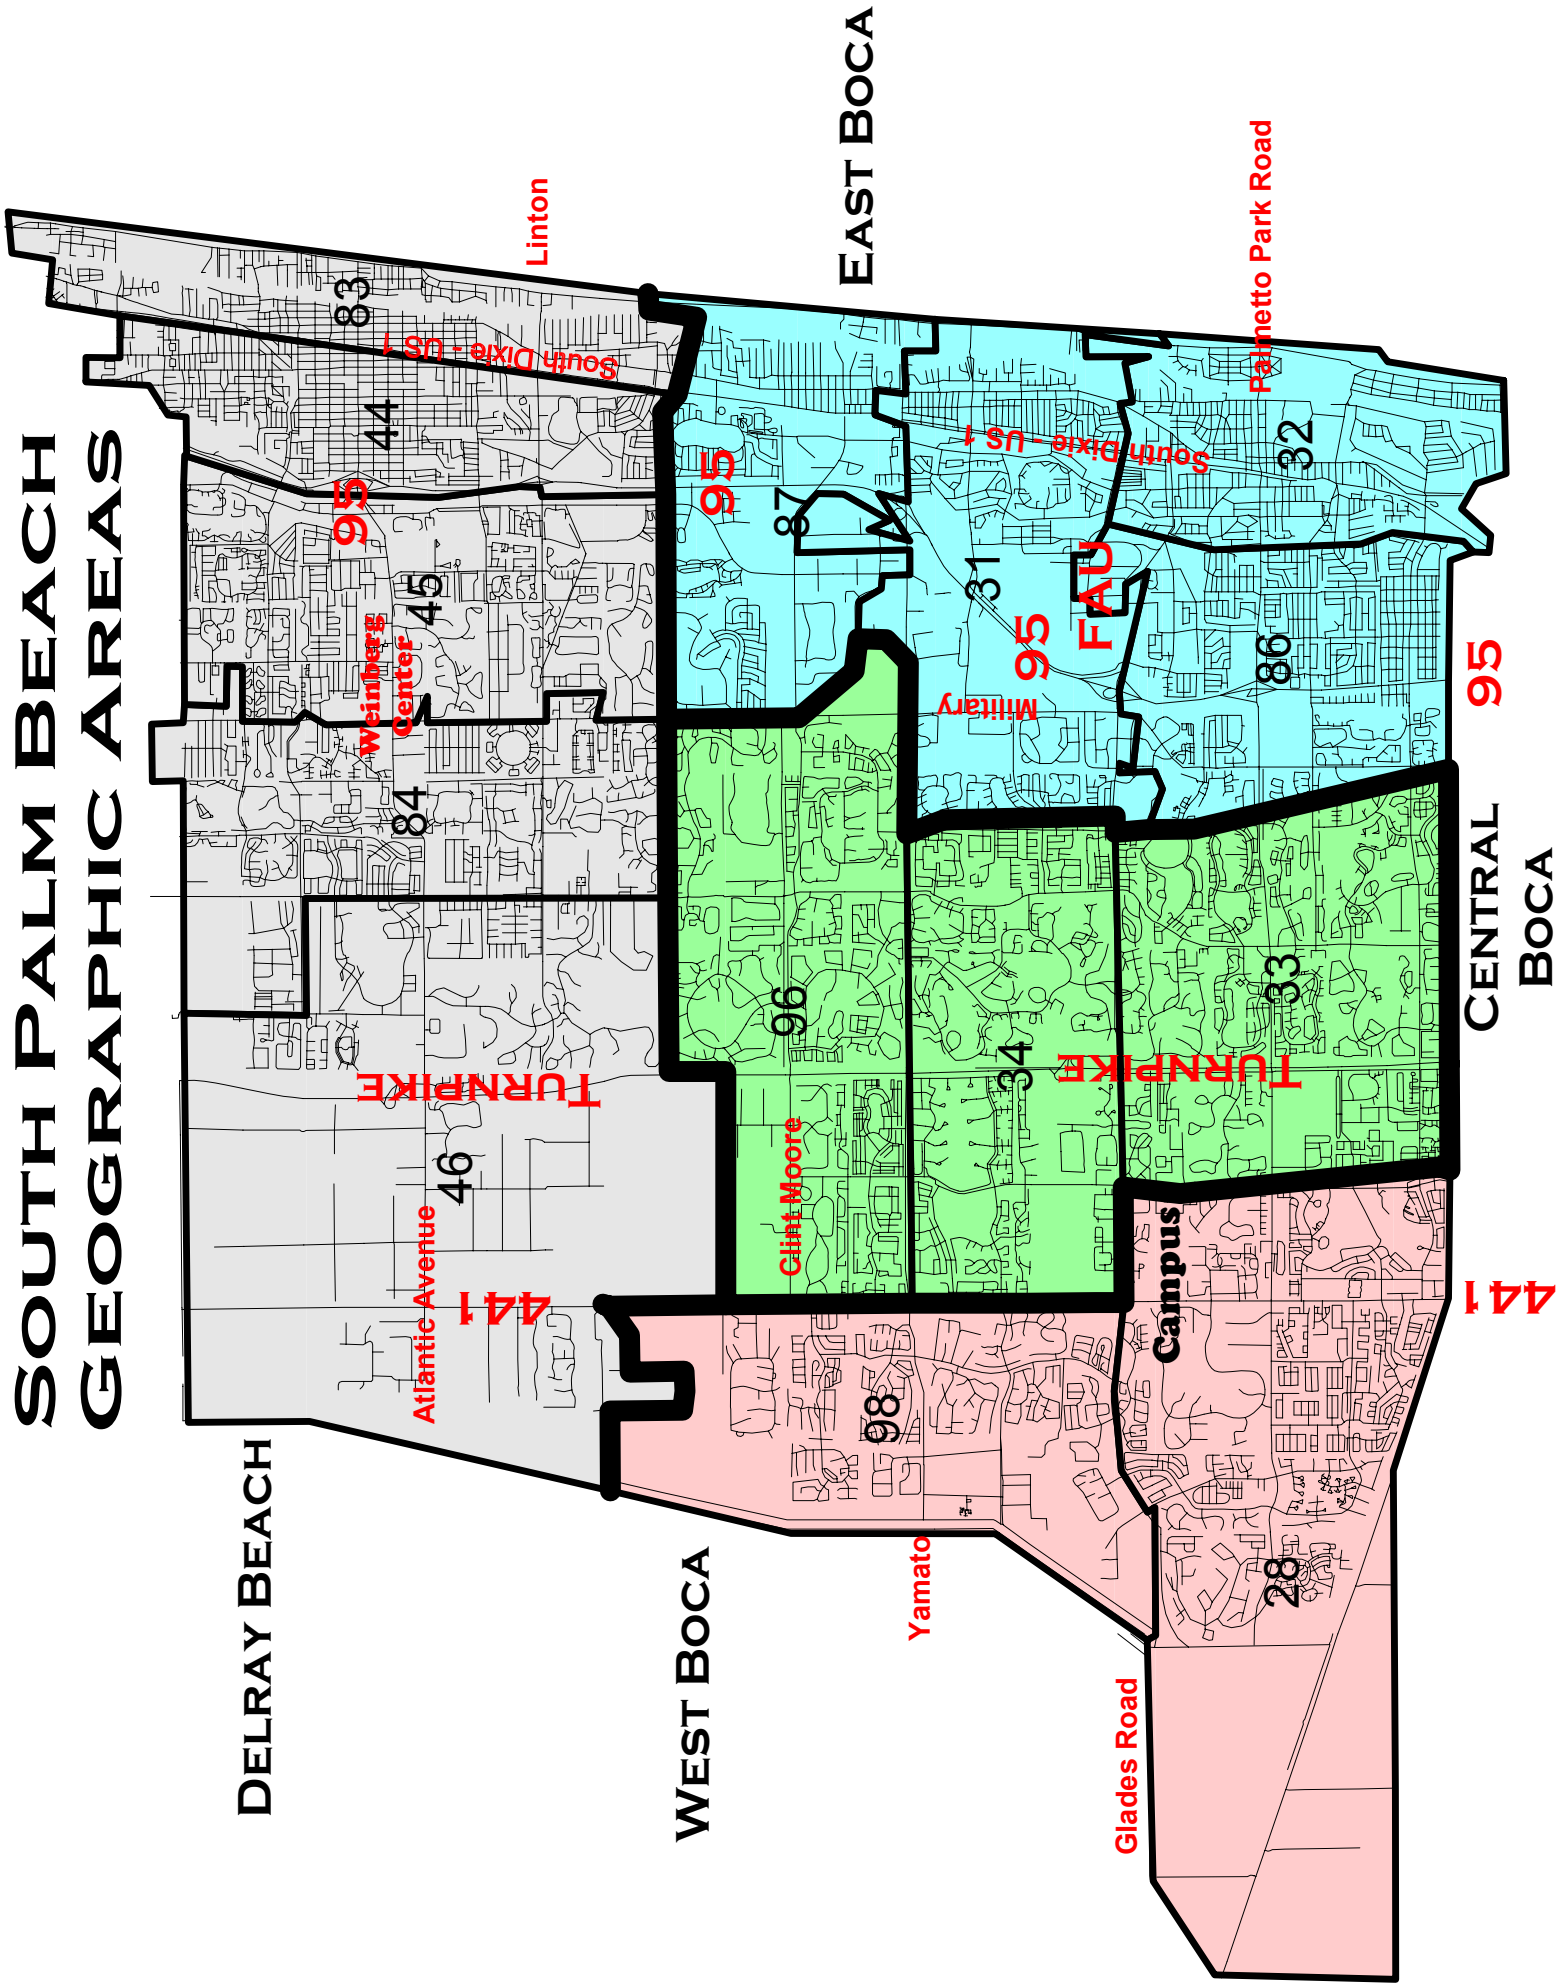 SOUTH PALM BEACH
GEOGRAPHIC AREAS
DELRAY BEACH
WEST BOCA
EAST BOCA
CENTRAL
BOCA
Linton
Palmetto Park Road
Atlantic Avenue
Clint Moore
Yamato
Glades Road
South Dixie - US 1
South Dixie - US 1
Military
TURNPIKE
TURNPIKE
441
441
95
95
95
95
FAU
Weinberg
Center
Campus
83
44
45
84
46
87
31
32
86
96
34
33
98
28